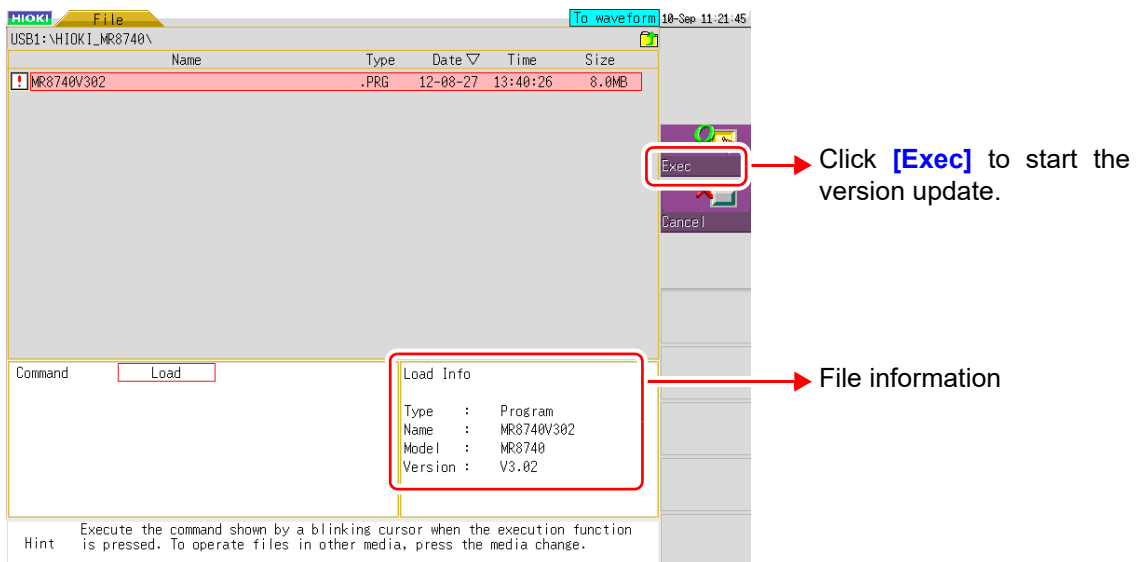 HIOKI File To waveform 10-Sep 11:21:45
USB1:\HIOKI_MR8740\
Name Type Date ▽ Time Size
! MR8740V302 .PRG 12-08-27 13:40:26 8.0MB
Exec
Click [Exec] to start the
version update.
Cancel
Command Load
Load Info
Type : Program
Name : MR8740V302
Model : MR8740
Version : V3.02
File information
Hint Execute the command shown by a blinking cursor when the execution function
is pressed. To operate files in other media, press the media change.